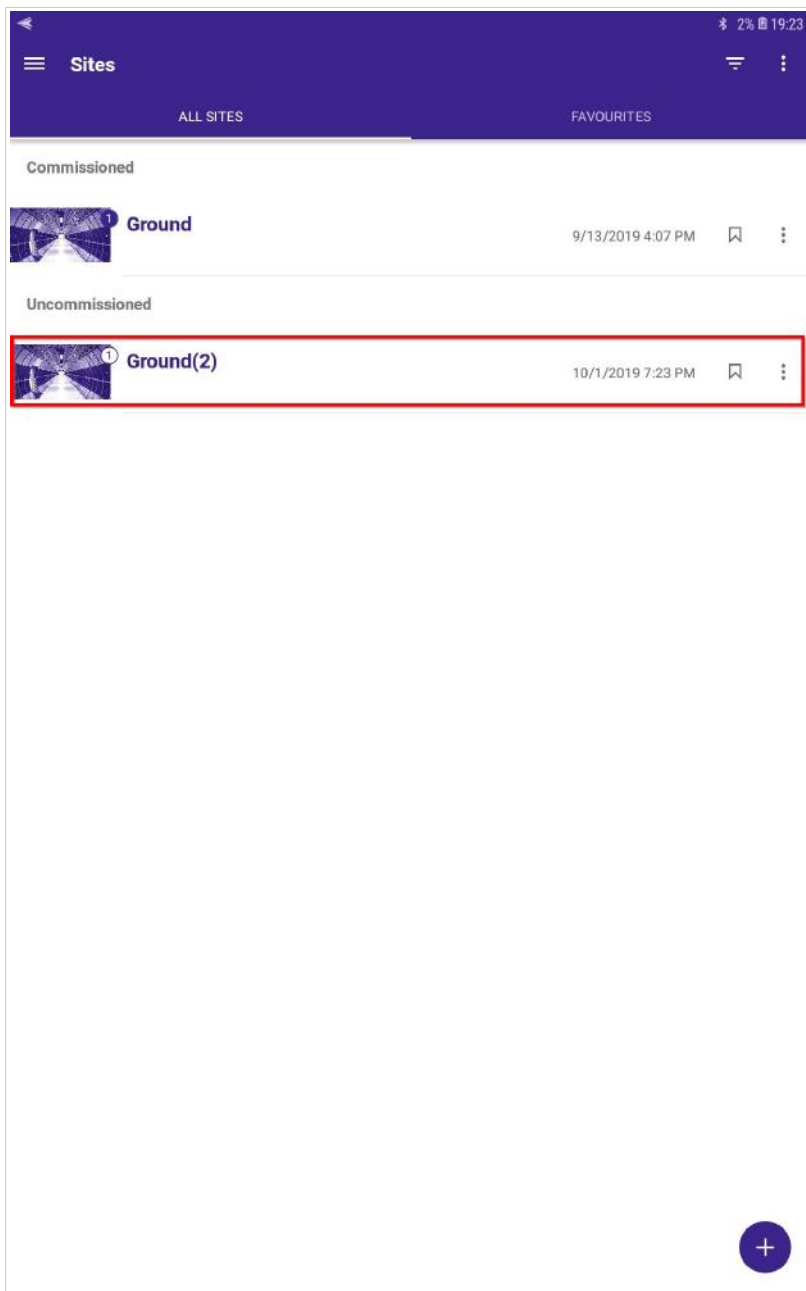 2% 19:23
Sites
ALL SITES FAVOURITES
Commissioned
1 Ground 9/13/2019 4:07 PM
Uncommissioned
1 Ground(2) 10/1/2019 7:23 PM